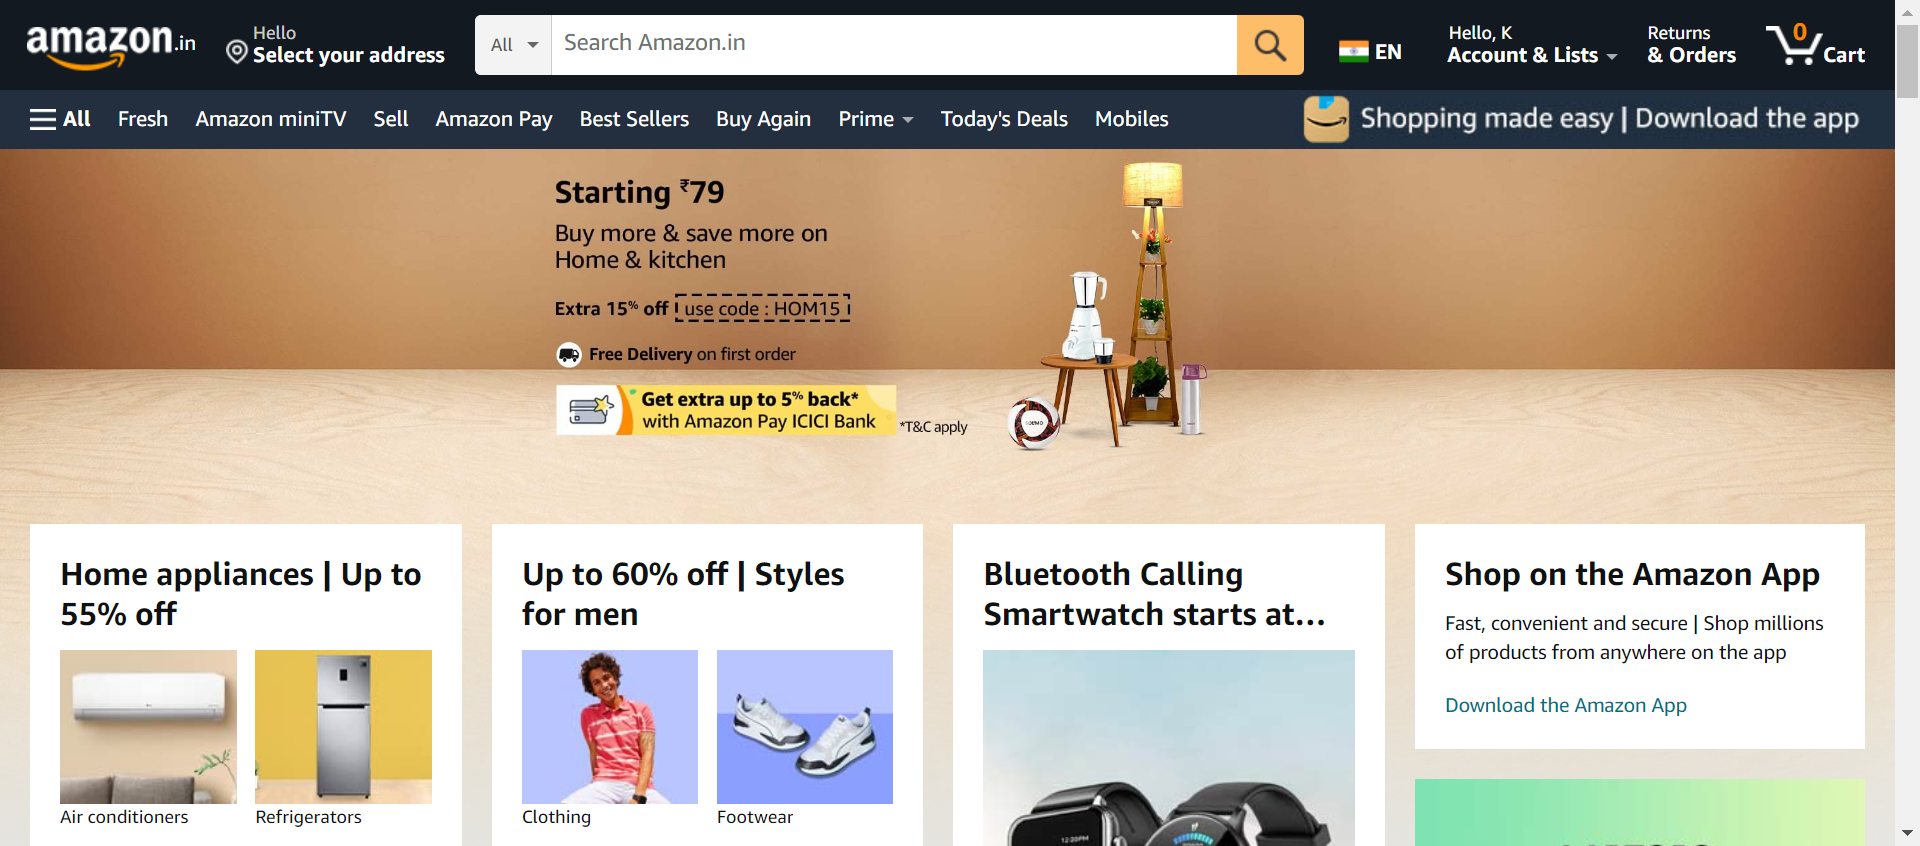 amazon.in
Hello
Select your address
All
Search Amazon.in
EN
Hello, K
Account & Lists
Returns
& Orders
0
Cart
All
Fresh
Amazon miniTV
Sell
Amazon Pay
Best Sellers
Buy Again
Prime
Today's Deals
Mobiles
Shopping made easy | Download the app
Starting ₹79
Buy more & save more on
Home & kitchen
Extra 15% off use code : HOM15
Free Delivery on first order
Get extra up to 5% back*
with Amazon Pay ICICI Bank
*T&C apply
SOLIMO
Home appliances | Up to
55% off
Air conditioners
Refrigerators
Up to 60% off | Styles
for men
Clothing
Footwear
Bluetooth Calling
Smartwatch starts at...
12:30PM
Shop on the Amazon App
Fast, convenient and secure | Shop millions
of products from anywhere on the app
Download the Amazon App